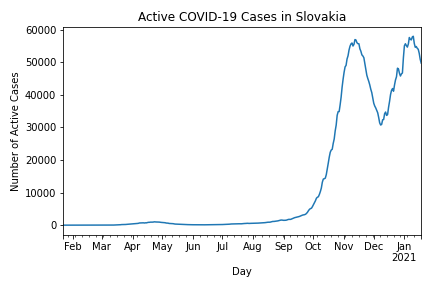 Active COVID-19 Cases in Slovakia
60000
50000
40000
30000
20000
10000
0
Number of Active Cases
Feb Mar Apr May Jun Jul Aug Sep Oct Nov Dec Jan
2021
Day